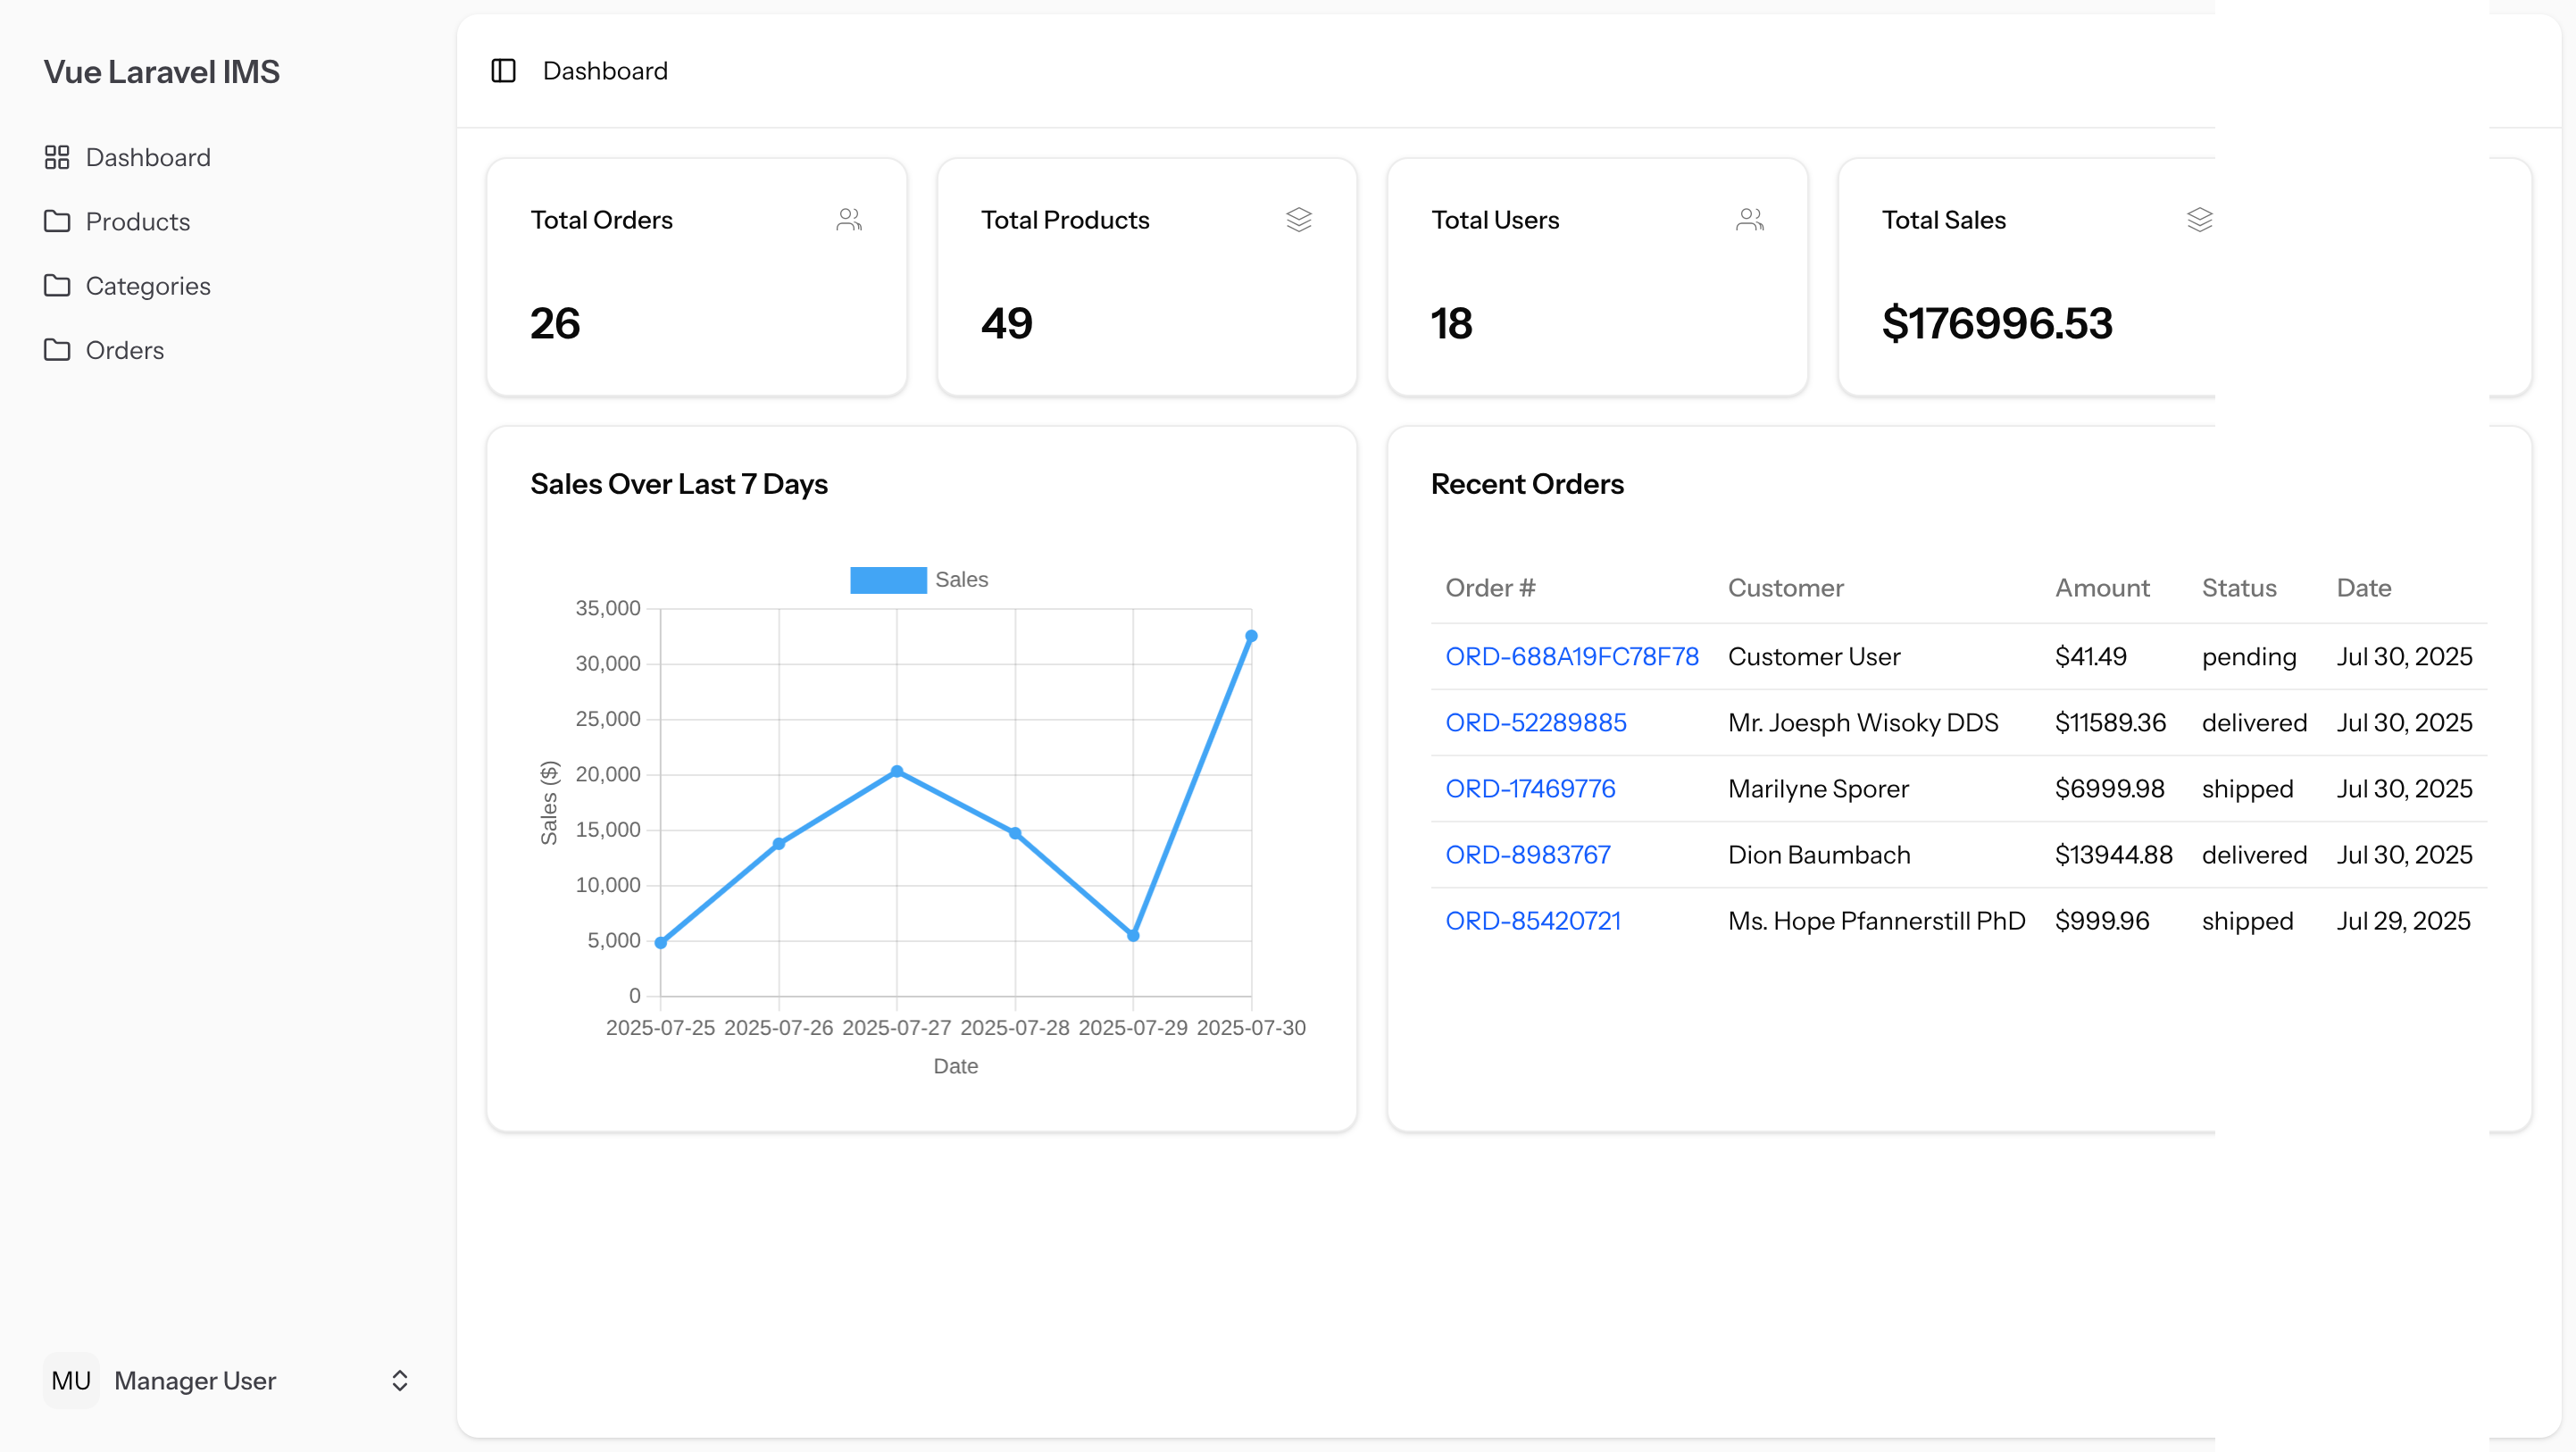 Vue Laravel IMS
Dashboard
Products
Categories
Orders
MU Manager User
Dashboard
Total Orders
26
Total Products
49
Total Users
18
Total Sales
$176996.53
Sales Over Last 7 Days
Sales
35,000
30,000
25,000
20,000
15,000
10,000
5,000
0
Sales ($)
2025-07-25 2025-07-26 2025-07-27 2025-07-28 2025-07-29 2025-07-30
Date
Recent Orders
Order # Customer Amount Status Date
ORD-688A19FC78F78 Customer User $41.49 pending Jul 30, 2025
ORD-52289885 Mr. Joesph Wisoky DDS $11589.36 delivered Jul 30, 2025
ORD-17469776 Marilyne Sporer $6999.98 shipped Jul 30, 2025
ORD-8983767 Dion Baumbach $13944.88 delivered Jul 30, 2025
ORD-85420721 Ms. Hope Pfannerstill PhD $999.96 shipped Jul 29, 2025